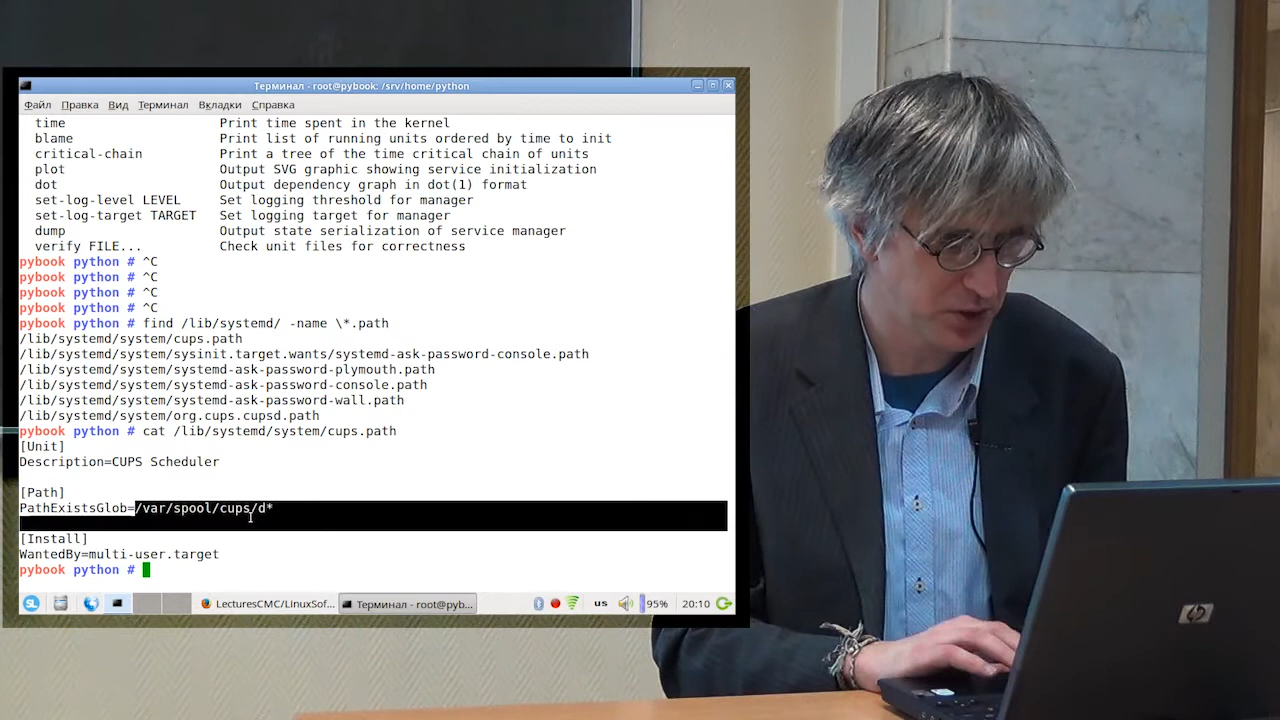 Терминал - root@pybook: /srv/home/python
Файл Правка Вид Терминал Вкладки Справка
time Print time spent in the kernel
blame Print list of running units ordered by time to init
critical-chain Print a tree of the time critical chain of units
plot Output SVG graphic showing service initialization
dot Output dependency graph in dot(1) format
set-log-level LEVEL Set logging threshold for manager
set-log-target TARGET Set logging target for manager
dump Output state serialization of service manager
verify FILE... Check unit files for correctness
pybook python # ^C
pybook python # ^C
pybook python # ^C
pybook python # ^C
pybook python # find /lib/systemd/ -name \*.path
/lib/systemd/system/cups.path
/lib/systemd/system/sysinit.target.wants/systemd-ask-password-console.path
/lib/systemd/system/systemd-ask-password-plymouth.path
/lib/systemd/system/systemd-ask-password-console.path
/lib/systemd/system/systemd-ask-password-wall.path
/lib/systemd/system/org.cups.cupsd.path
pybook python # cat /lib/systemd/system/cups.path
[Unit]
Description=CUPS Scheduler
[Path]
PathExistsGlob=/var/spool/cups/d*
[Install]
WantedBy=multi-user.target
pybook python #
SL LecturesCMC/LinuxSof... Терминал - root@pyb... us 95% 20:10
hp